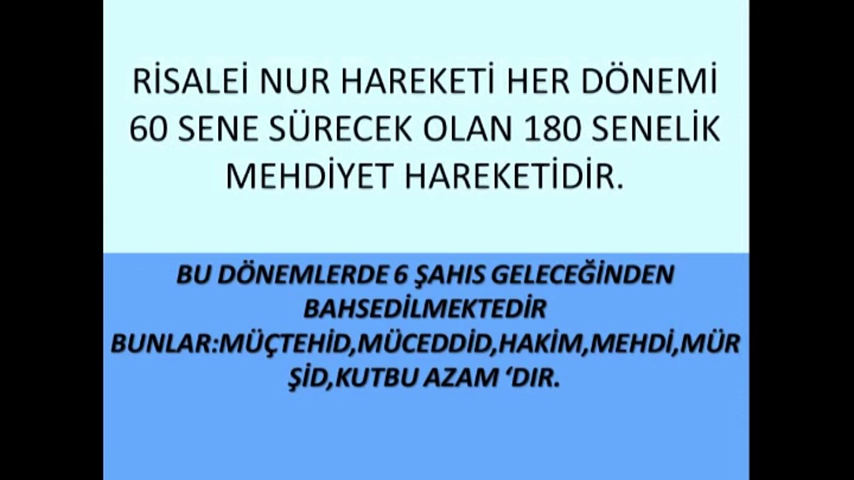 RİSALEİ NUR HAREKETİ HER DÖNEMİ
60 SENE SÜRECEK OLAN 180 SENELİK
MEHDİYET HAREKETİDİR.
BU DÖNEMLERDE 6 ŞAHIS GELECEĞİNDEN
BAHSEDİLMEKTEDİR
BUNLAR:MÜÇTEHİD,MÜCEDDİD,HAKİM,MEHDİ,MÜR
ŞİD,KUTBU AZAM ‘DIR.